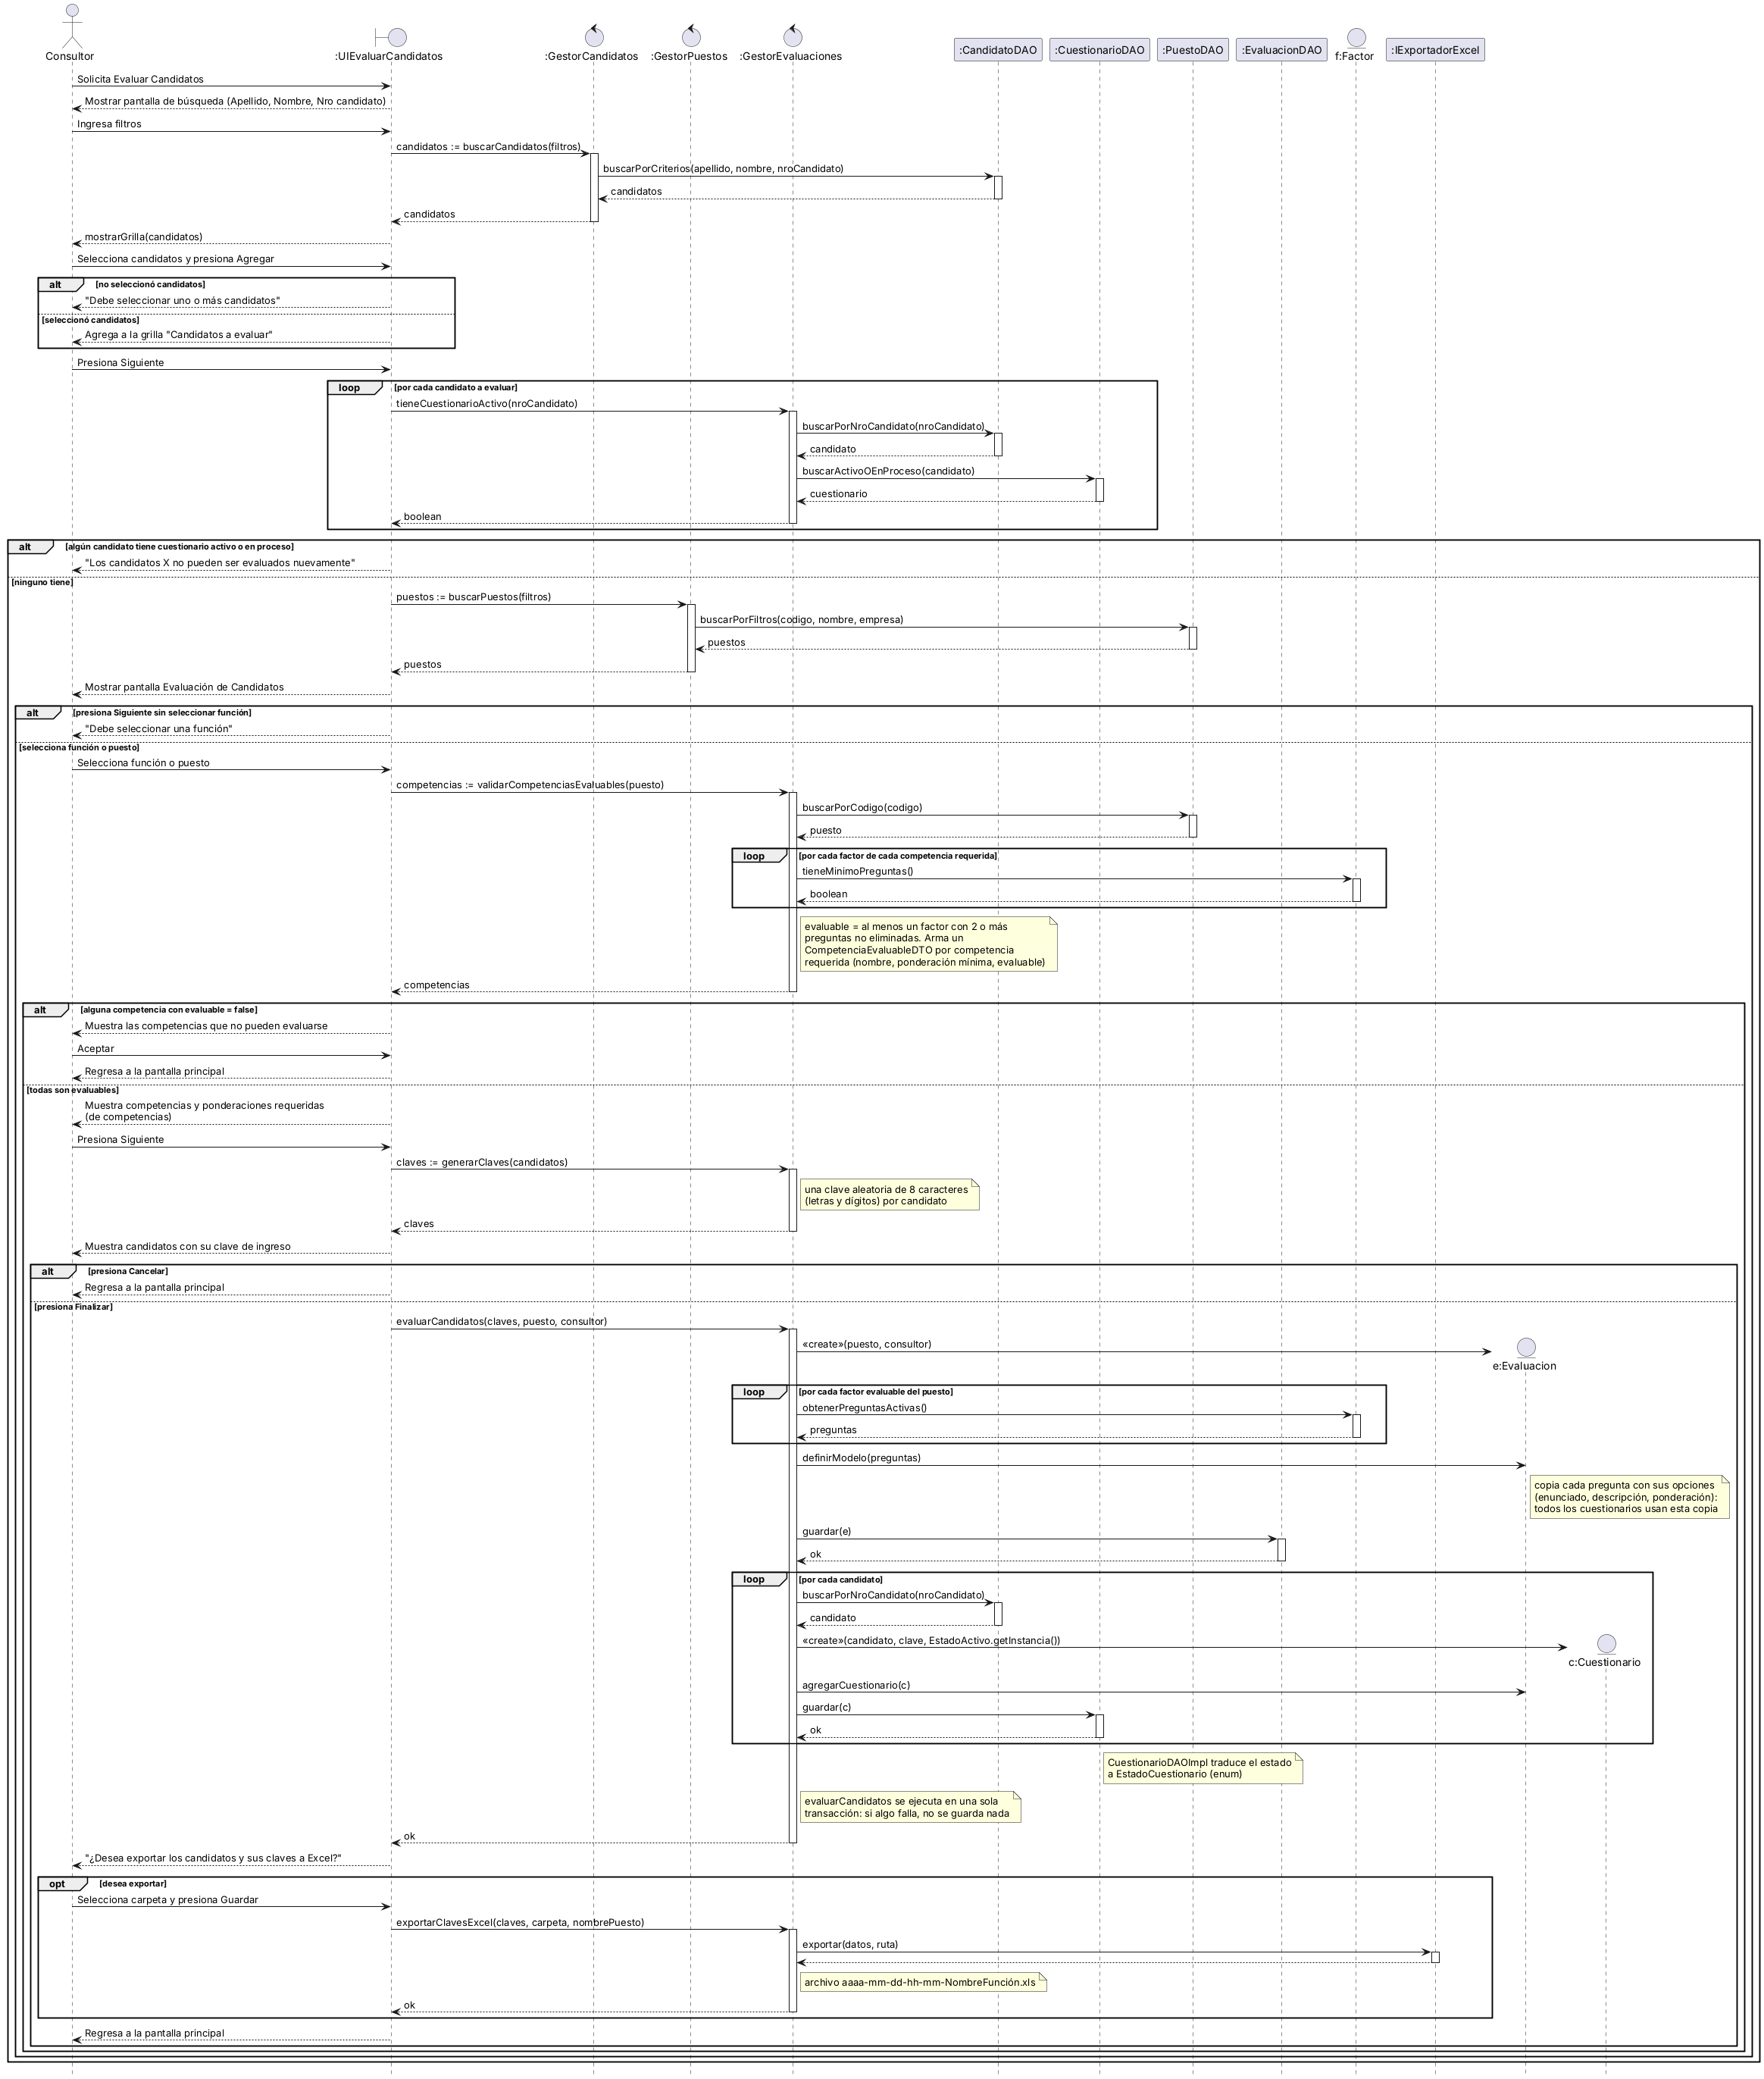 Consultor
:UIEvaluarCandidatos
:GestorCandidatos
:GestorPuestos
:GestorEvaluaciones
:CandidatoDAO
:CuestionarioDAO
:PuestoDAO
:EvaluacionDAO
f:Factor
:IExportadorExcel
Solicita Evaluar Candidatos
Mostrar pantalla de búsqueda (Apellido, Nombre, Nro candidato)
Ingresa filtros
candidatos := buscarCandidatos(filtros)
buscarPorCriterios(apellido, nombre, nroCandidato)
candidatos
candidatos
mostrarGrilla(candidatos)
Selecciona candidatos y presiona Agregar
alt [no seleccionó candidatos]
"Debe seleccionar uno o más candidatos"
[seleccionó candidatos]
Agrega a la grilla "Candidatos a evaluar"
Presiona Siguiente
loop [por cada candidato a evaluar]
tieneCuestionarioActivo(nroCandidato)
buscarPorNroCandidato(nroCandidato)
candidato
buscarActivoOEnProceso(candidato)
cuestionario
boolean
alt [algún candidato tiene cuestionario activo o en proceso]
"Los candidatos X no pueden ser evaluados nuevamente"
[ninguno tiene]
puestos := buscarPuestos(filtros)
buscarPorFiltros(codigo, nombre, empresa)
puestos
puestos
Mostrar pantalla Evaluación de Candidatos
alt [presiona Siguiente sin seleccionar función]
"Debe seleccionar una función"
[selecciona función o puesto]
Selecciona función o puesto
competencias := validarCompetenciasEvaluables(puesto)
buscarPorCodigo(codigo)
puesto
loop [por cada factor de cada competencia requerida]
tieneMinimoPreguntas()
boolean
evaluable = al menos un factor con 2 o más
preguntas no eliminadas. Arma un
CompetenciaEvaluableDTO por competencia
requerida (nombre, ponderación mínima, evaluable)
competencias
alt [alguna competencia con evaluable = false]
Muestra las competencias que no pueden evaluarse
Aceptar
Regresa a la pantalla principal
[todas son evaluables]
Muestra competencias y ponderaciones requeridas
(de competencias)
Presiona Siguiente
claves := generarClaves(candidatos)
una clave aleatoria de 8 caracteres
(letras y dígitos) por candidato
claves
Muestra candidatos con su clave de ingreso
alt [presiona Cancelar]
Regresa a la pantalla principal
[presiona Finalizar]
evaluarCandidatos(claves, puesto, consultor)
«create»(puesto, consultor)
e:Evaluacion
loop [por cada factor evaluable del puesto]
obtenerPreguntasActivas()
preguntas
definirModelo(preguntas)
copia cada pregunta con sus opciones
(enunciado, descripción, ponderación):
todos los cuestionarios usan esta copia
guardar(e)
ok
loop [por cada candidato]
buscarPorNroCandidato(nroCandidato)
candidato
«create»(candidato, clave, EstadoActivo.getInstancia())
c:Cuestionario
agregarCuestionario(c)
guardar(c)
ok
CuestionarioDAOImpl traduce el estado
a EstadoCuestionario (enum)
evaluarCandidatos se ejecuta en una sola
transacción: si algo falla, no se guarda nada
ok
"¿Desea exportar los candidatos y sus claves a Excel?"
opt [desea exportar]
Selecciona carpeta y presiona Guardar
exportarClavesExcel(claves, carpeta, nombrePuesto)
exportar(datos, ruta)
archivo aaaa-mm-dd-hh-mm-NombreFunción.xls
ok
Regresa a la pantalla principal